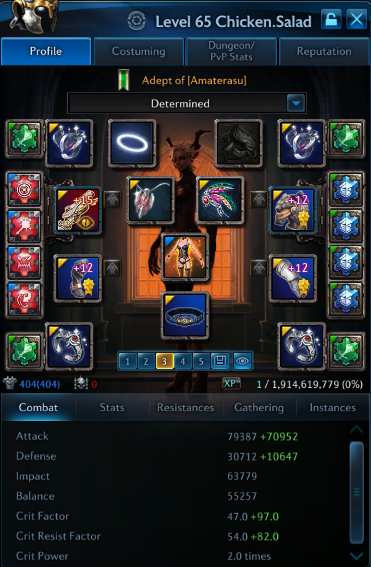 Level 65 Chicken.Salad
Profile
Costuming
Dungeon/
PvP Stats
Reputation
Adept of [Amaterasu]
Determined
+15
+12
+12
+12
1 2 3 4 5
404(404)
0
XP
1 / 1,914,619,779 (0%)
Combat
Stats
Resistances
Gathering
Instances
Attack 79387 +70952
Defense 30712 +10647
Impact 63779
Balance 55257
Crit Factor 47.0 +97.0
Crit Resist Factor 54.0 +82.0
Crit Power 2.0 times